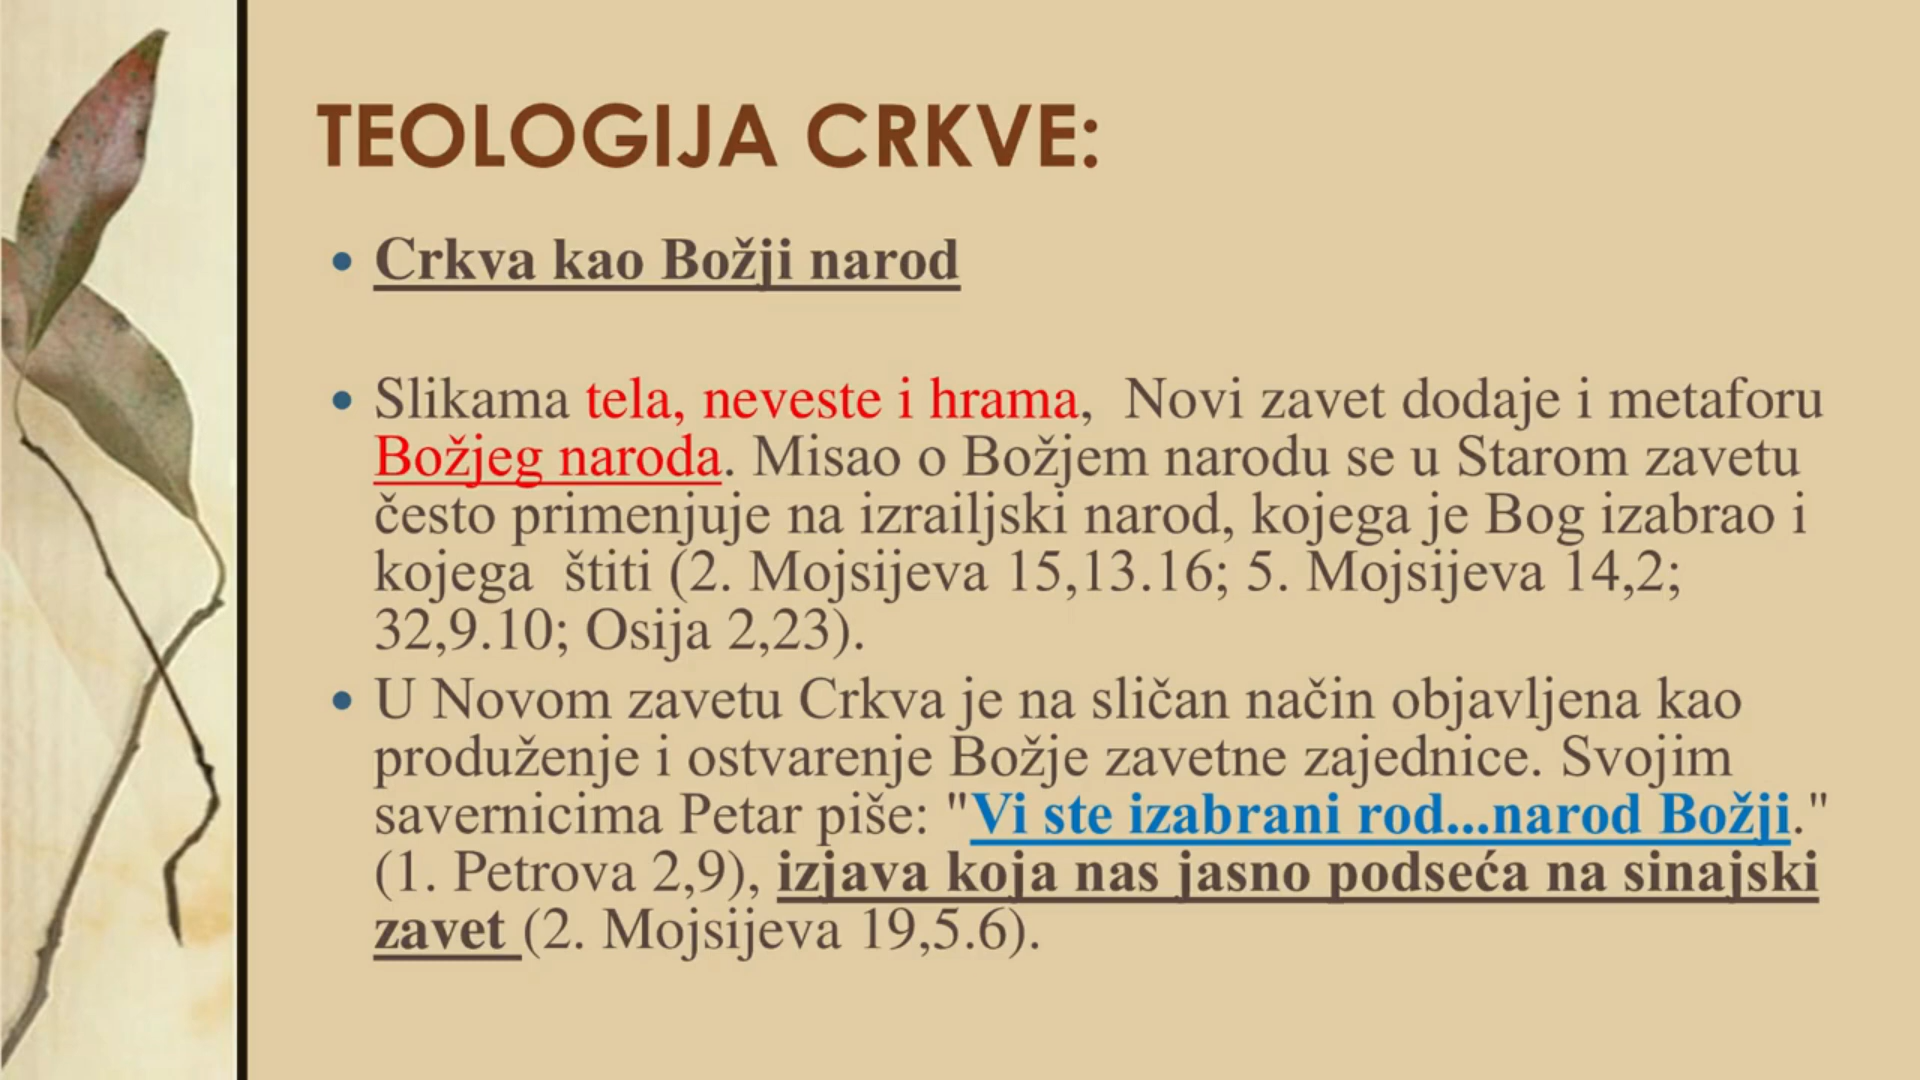 TEOLOGIJA CRKVE:
• Crkva kao Božji narod
• Slikama tela, neveste i hrama,  Novi zavet dodaje i metaforu
Božjeg naroda. Misao o Božjem narodu se u Starom zavetu
često primenjuje na izrailjski narod, kojega je Bog izabrao i
kojega  štiti (2. Mojsijeva 15,13.16; 5. Mojsijeva 14,2;
32,9.10; Osija 2,23).
• U Novom zavetu Crkva je na sličan način objavljena kao
produženje i ostvarenje Božje zavetne zajednice. Svojim
savernicima Petar piše: "Vi ste izabrani rod...narod Božji."
(1. Petrova 2,9), izjava koja nas jasno podseća na sinajski
zavet (2. Mojsijeva 19,5.6).